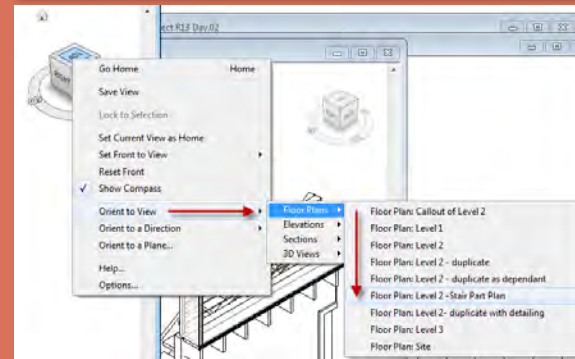 ect R13 Day.02
RIGHT
Go Home Home
Save View
Lock to Selection
Set Current View as Home
Set Front to View
Reset Front
Show Compass
Orient to View
Orient to a Direction
Orient to a Plane...
Help...
Options...
Floor Plans
Elevations
Sections
3D Views
Floor Plan: Callout of Level 2
Floor Plan: Level 1
Floor Plan: Level 2
Floor Plan: Level 2 - duplicate
Floor Plan: Level 2 - duplicate as dependant
Floor Plan: Level 2 -Stair Part Plan
Floor Plan: Level 2- duplicate with detailing
Floor Plan: Level 3
Floor Plan: Site